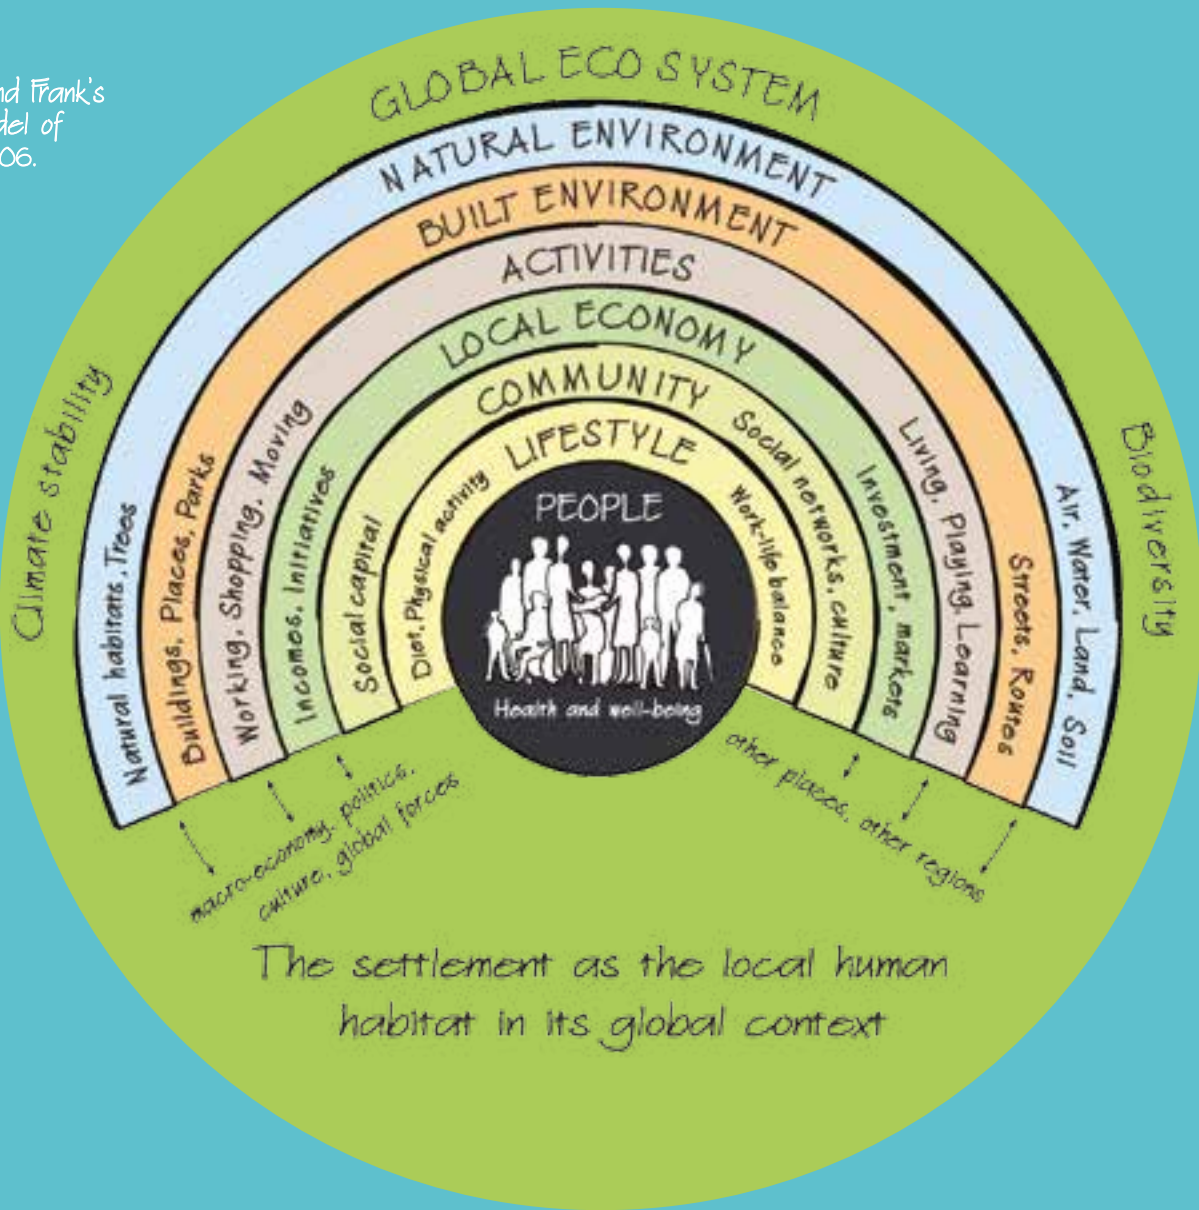 nd Frank's
del of
06.
GLOBAL ECO SYSTEM
Climate stability
Biodiversity
NATURAL ENVIRONMENT
Natural habitats, Trees
Air, Water, Land, Soil
BUILT ENVIRONMENT
Buildings, Places, Parks
Streets, Routes
ACTIVITIES
Working, Shopping, Moving
Living, Playing, Learning
LOCAL ECONOMY
Incomes, Initiatives
Investment, markets
COMMUNITY
Social capital
Social networks, culture
LIFESTYLE
Diet, Physical activity
Work-life balance
PEOPLE
Health and well-being
macro-economy, politics,
culture, global forces
other places, other regions
The settlement as the local human
habitat in its global context